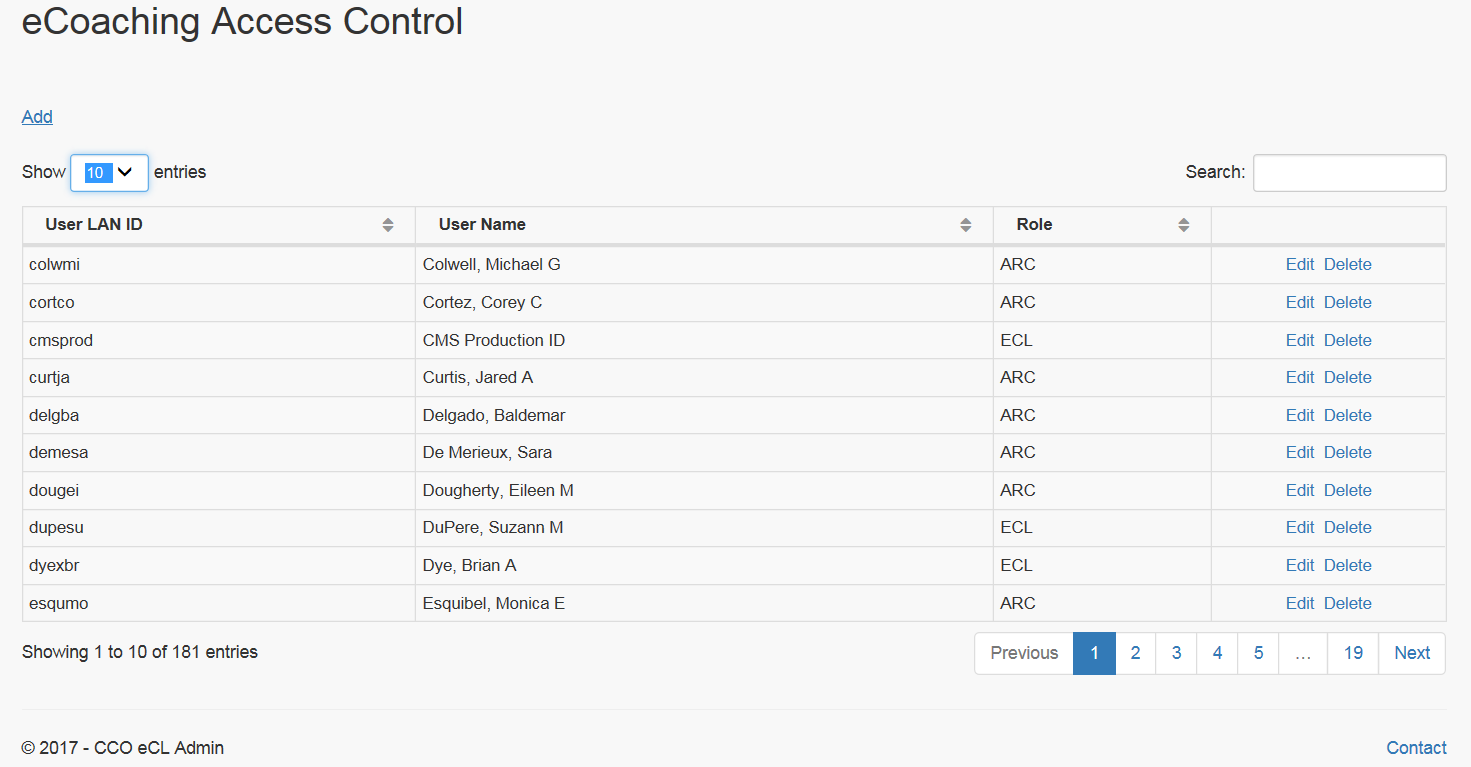 eCoaching Access Control
Add
Show 10 entries Search:
User LAN ID User Name Role
colwmi Colwell, Michael G ARC Edit Delete
cortco Cortez, Corey C ARC Edit Delete
cmsprod CMS Production ID ECL Edit Delete
curtja Curtis, Jared A ARC Edit Delete
delgba Delgado, Baldemar ARC Edit Delete
demesa De Merieux, Sara ARC Edit Delete
dougei Dougherty, Eileen M ARC Edit Delete
dupesu DuPere, Suzann M ECL Edit Delete
dyexbr Dye, Brian A ECL Edit Delete
esqumo Esquibel, Monica E ARC Edit Delete
Showing 1 to 10 of 181 entries Previous 1 2 3 4 5 … 19 Next
© 2017 - CCO eCL Admin Contact